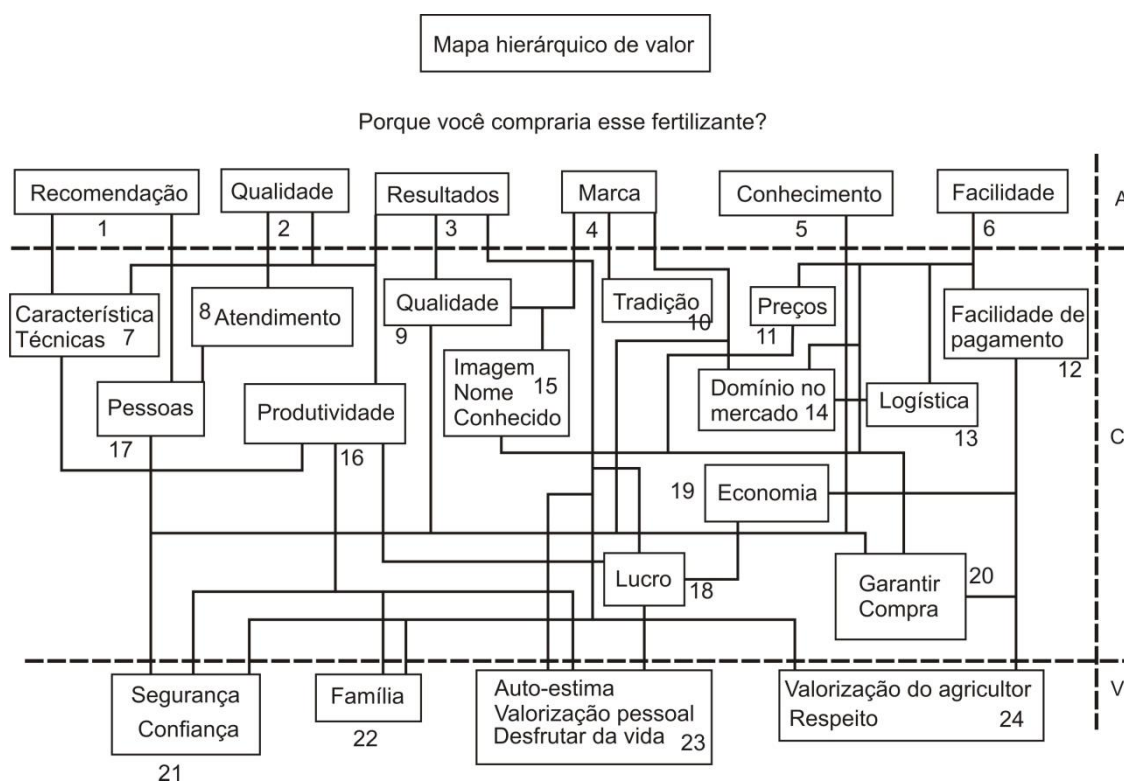 Mapa hierárquico de valor
Porque você compraria esse fertilizante?
Recomendação
1
Qualidade
2
Resultados
3
Marca
4
Conhecimento
5
Facilidade
6
A
Característica
Técnicas 7
8 Atendimento
Qualidade
9
Tradição
10
Preços
11
Facilidade de
pagamento
12
Pessoas
17
Produtividade
16
Imagem
Nome 15
Conhecido
Domínio no
mercado 14
Logística
13
C
19 Economia
Lucro
18
Garantir
Compra
20
Segurança
Confiança
21
Família
22
Auto-estima
Valorização pessoal
Desfrutar da vida 23
Valorização do agricultor
Respeito 24
V